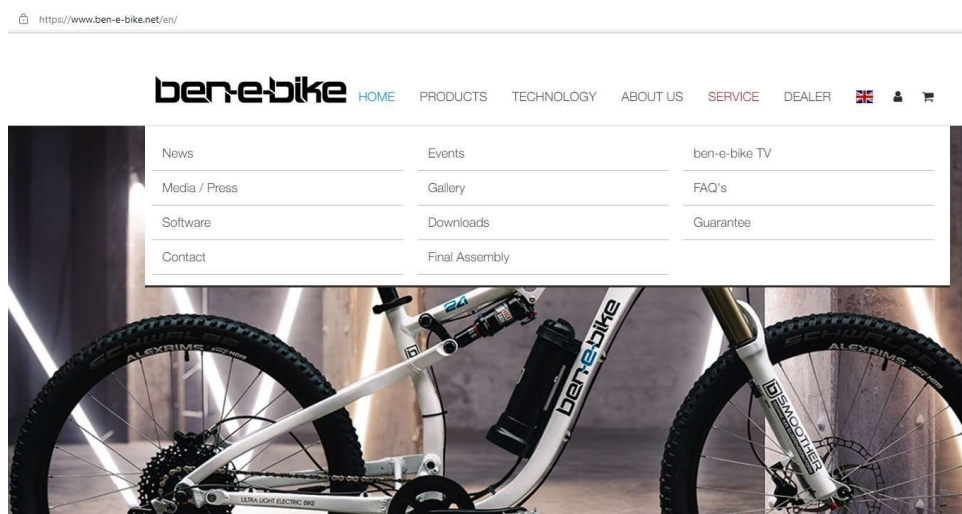 https://www.ben-e-bike.net/en/
ben-e-bike HOME PRODUCTS TECHNOLOGY ABOUT US SERVICE DEALER
News Events ben-e-bike TV
Media / Press Gallery FAQ's
Software Downloads Guarantee
Contact Final Assembly
24
ben-e-bike
SCHWALBE
ALEXRIMS
ALEXRIMS
SMOOTHER
ULTRA LIGHT ELECTRIC BIKE